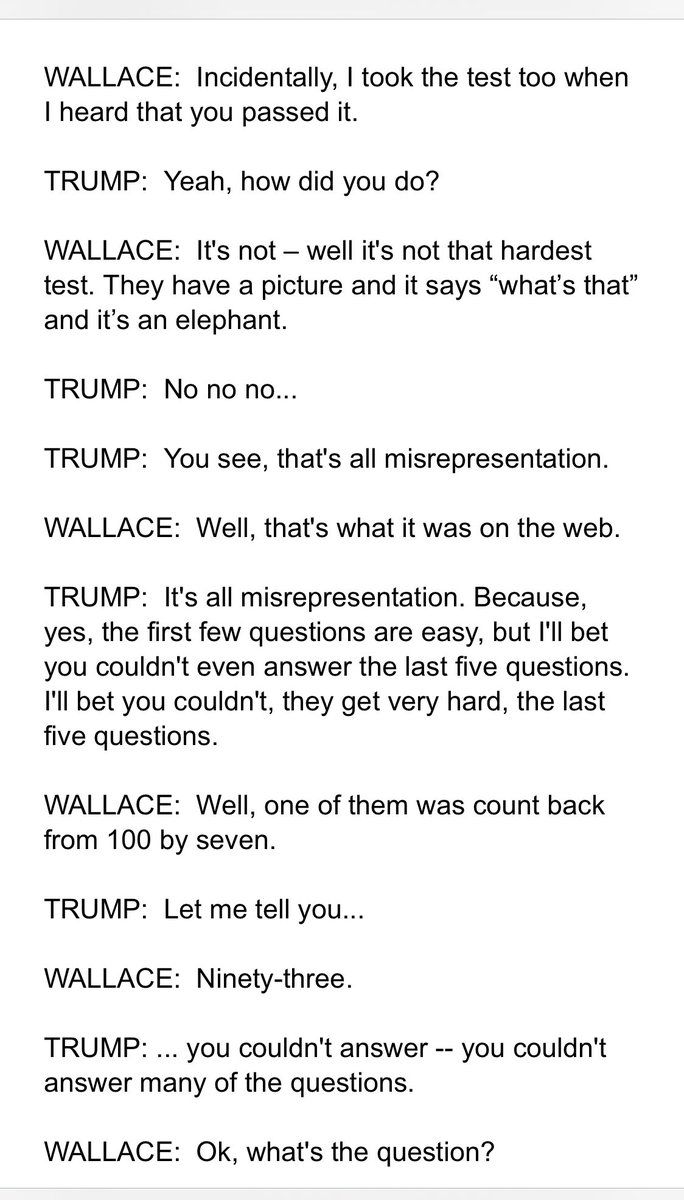 WALLACE:  Incidentally, I took the test too when
I heard that you passed it.
TRUMP:  Yeah, how did you do?
WALLACE:  It's not – well it's not that hardest
test. They have a picture and it says “what’s that”
and it’s an elephant.
TRUMP:  No no no...
TRUMP:  You see, that's all misrepresentation.
WALLACE:  Well, that's what it was on the web.
TRUMP:  It's all misrepresentation. Because,
yes, the first few questions are easy, but I'll bet
you couldn't even answer the last five questions.
I'll bet you couldn't, they get very hard, the last
five questions.
WALLACE:  Well, one of them was count back
from 100 by seven.
TRUMP:  Let me tell you...
WALLACE:  Ninety-three.
TRUMP: ... you couldn't answer -- you couldn't
answer many of the questions.
WALLACE:  Ok, what's the question?